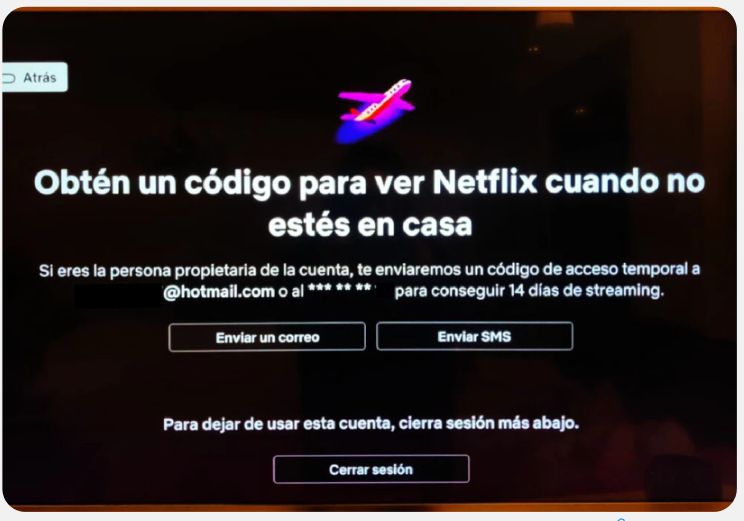 Atrás
Obtén un código para ver Netflix cuando no
estés en casa
Si eres la persona propietaria de la cuenta, te enviaremos un código de acceso temporal a
@hotmail.com o al *** ** ** para conseguir 14 días de streaming.
Enviar un correo
Enviar SMS
Para dejar de usar esta cuenta, cierra sesión más abajo.
Cerrar sesión